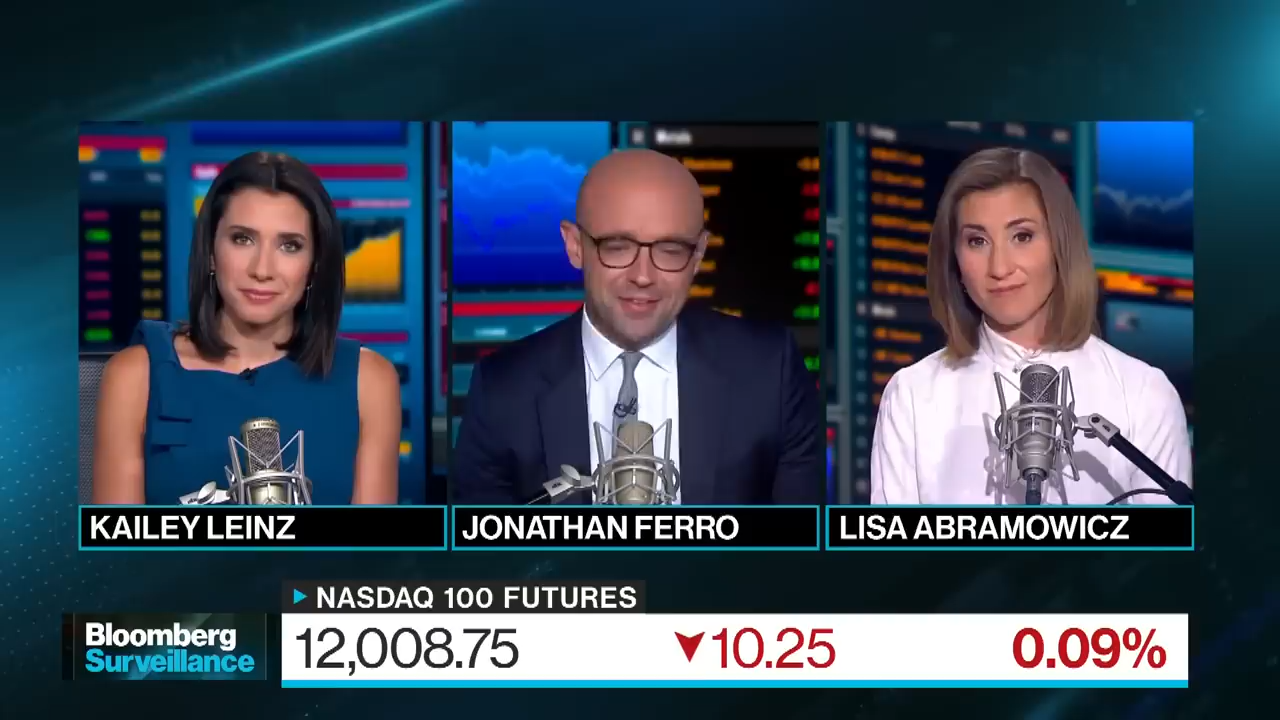 KAILEY LEINZ
JONATHAN FERRO
LISA ABRAMOWICZ
NASDAQ 100 FUTURES
Bloomberg
Surveillance
12,008.75 ▼10.25 0.09%